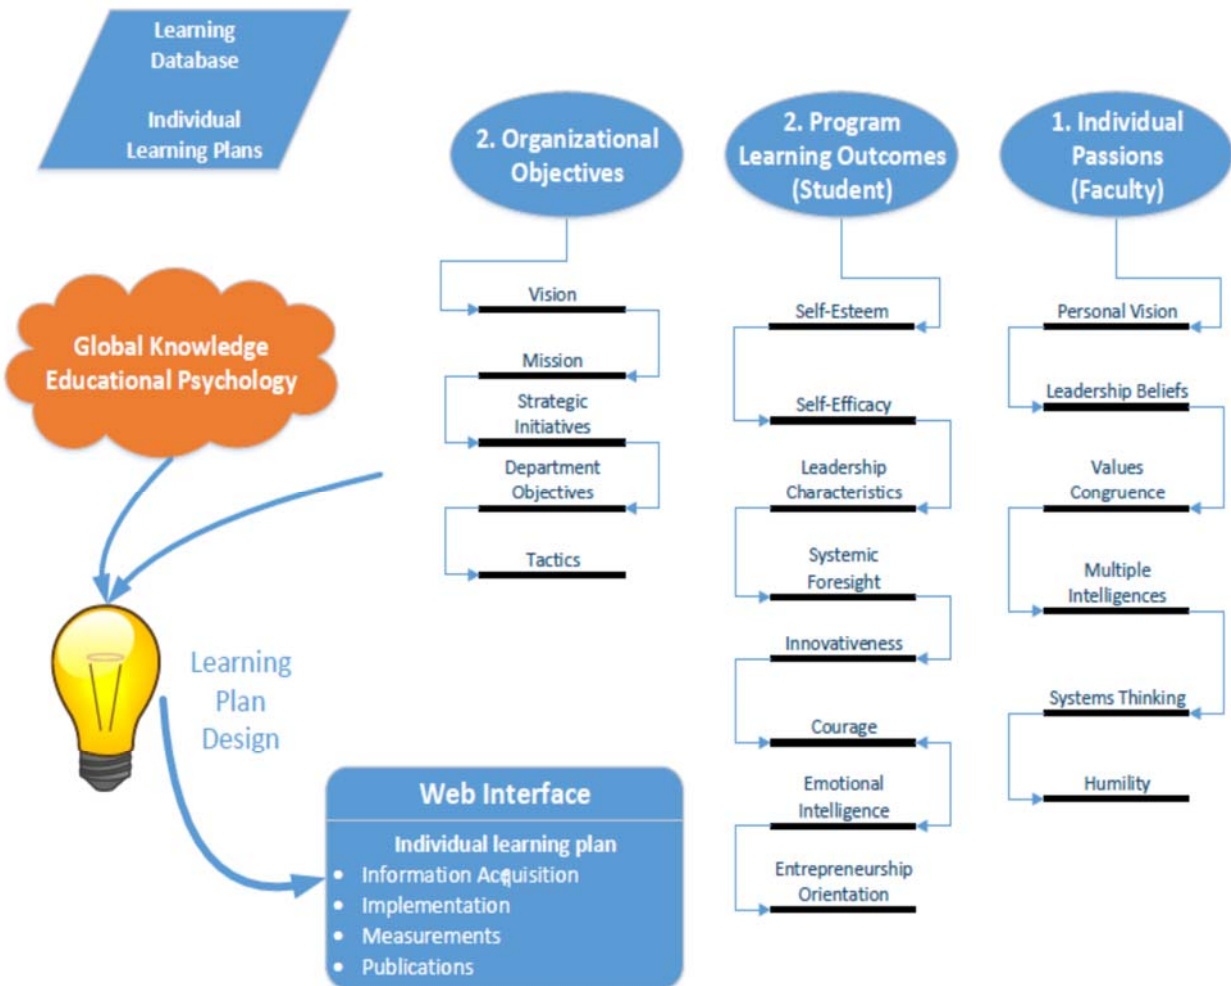 Learning
Database
Individual
Learning Plans
2. Organizational
Objectives
2. Program
Learning Outcomes
(Student)
1. Individual
Passions
(Faculty)
Global Knowledge
Educational Psychology
Vision
Mission
Strategic
Initiatives
Department
Objectives
Tactics
Self-Esteem
Self-Efficacy
Leadership
Characteristics
Systemic
Foresight
Innovativeness
Courage
Emotional
Intelligence
Entrepreneurship
Orientation
Personal Vision
Leadership Beliefs
Values
Congruence
Multiple
Intelligences
Systems Thinking
Humility
Learning
Plan
Design
Web Interface
Individual learning plan
• Information Acquisition
• Implementation
• Measurements
• Publications